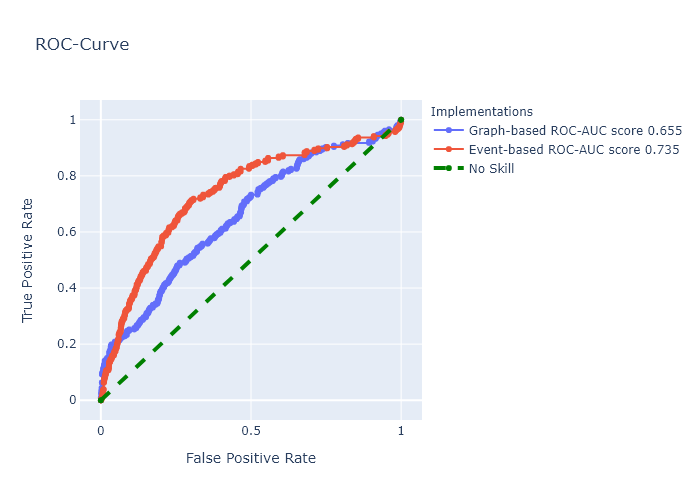 ROC-Curve
Implementations
Graph-based ROC-AUC score 0.655
Event-based ROC-AUC score 0.735
No Skill
True Positive Rate
1
0.8
0.6
0.4
0.2
0
0
0.5
1
False Positive Rate